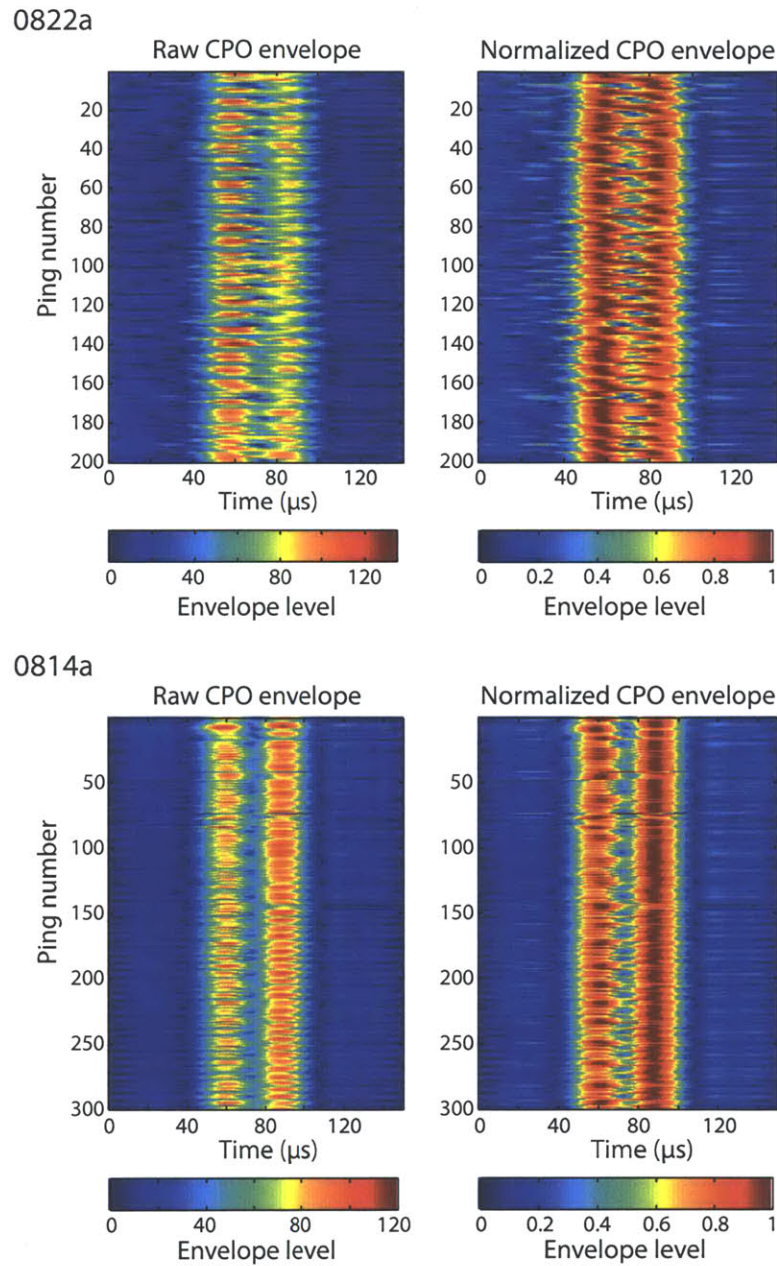 0822a
Raw CPO envelope
Normalized CPO envelope
Ping number
20
40
60
80
100
120
140
160
180
200
20
40
60
80
100
120
140
160
180
200
0 40 80 120
Time (µs)
0 40 80 120
Time (µs)
0 40 80 120
Envelope level
0 0.2 0.4 0.6 0.8 1
Envelope level
0814a
Raw CPO envelope
Normalized CPO envelope
Ping number
50
100
150
200
250
300
50
100
150
200
250
300
0 40 80 120
Time (µs)
0 40 80 120
Time (µs)
0 40 80 120
Envelope level
0 0.2 0.4 0.6 0.8 1
Envelope level